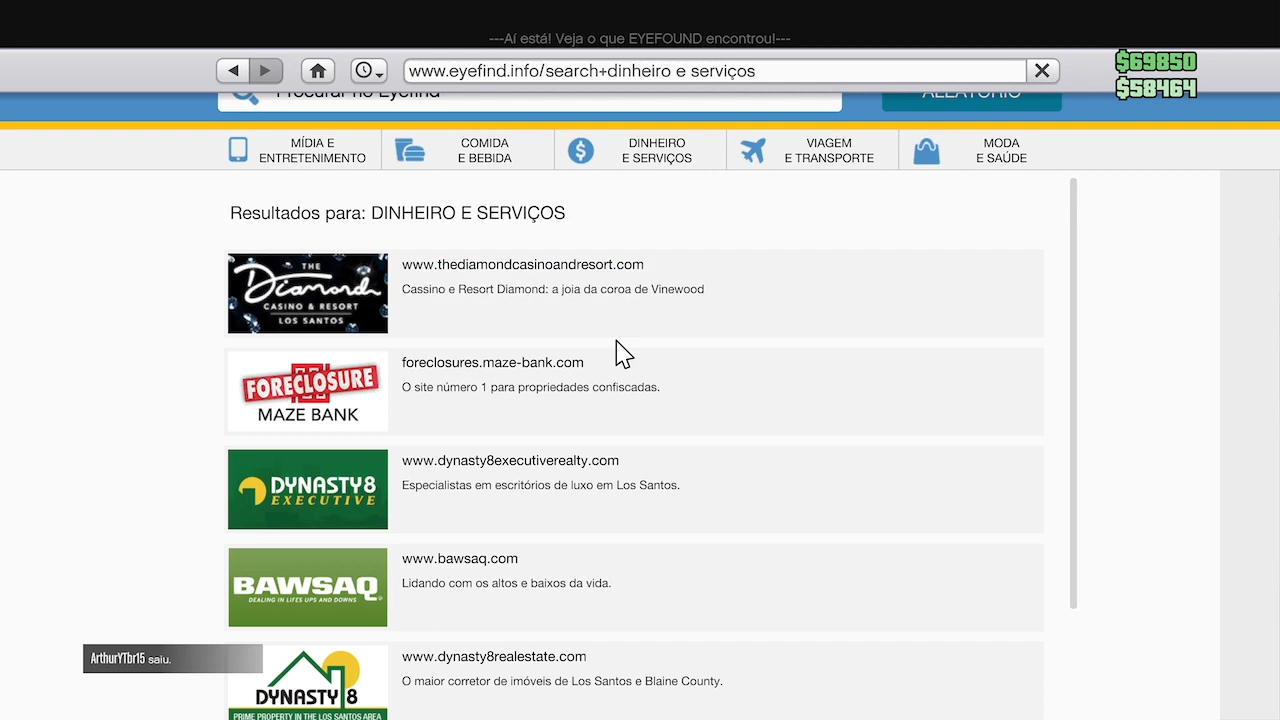 ---Aí está! Veja o que EYEFOUND encontrou!---
www.eyefind.info/search+dinheiro e serviços
$69850
$58464
Procurar no Eyefind
ALEATÓRIO
MÍDIA E
ENTRETENIMENTO
COMIDA
E BEBIDA
DINHEIRO
E SERVIÇOS
VIAGEM
E TRANSPORTE
MODA
E SAÚDE
Resultados para: DINHEIRO E SERVIÇOS
THE
Diamond
CASINO & RESORT
LOS SANTOS
www.thediamondcasinoandresort.com
Cassino e Resort Diamond: a joia da coroa de Vinewood
FORECLOSURE
MAZE BANK
foreclosures.maze-bank.com
O site número 1 para propriedades confiscadas.
DYNASTY8
EXECUTIVE
www.dynasty8executiverealty.com
Especialistas em escritórios de luxo em Los Santos.
BAWSAQ
DEALING IN LIFES UPS AND DOWNS
www.bawsaq.com
Lidando com os altos e baixos da vida.
ArthurYTbr15 saiu.
DYNASTY 8
PRIME PROPERTY IN THE LOS SANTOS AREA
www.dynasty8realestate.com
O maior corretor de imóveis de Los Santos e Blaine County.